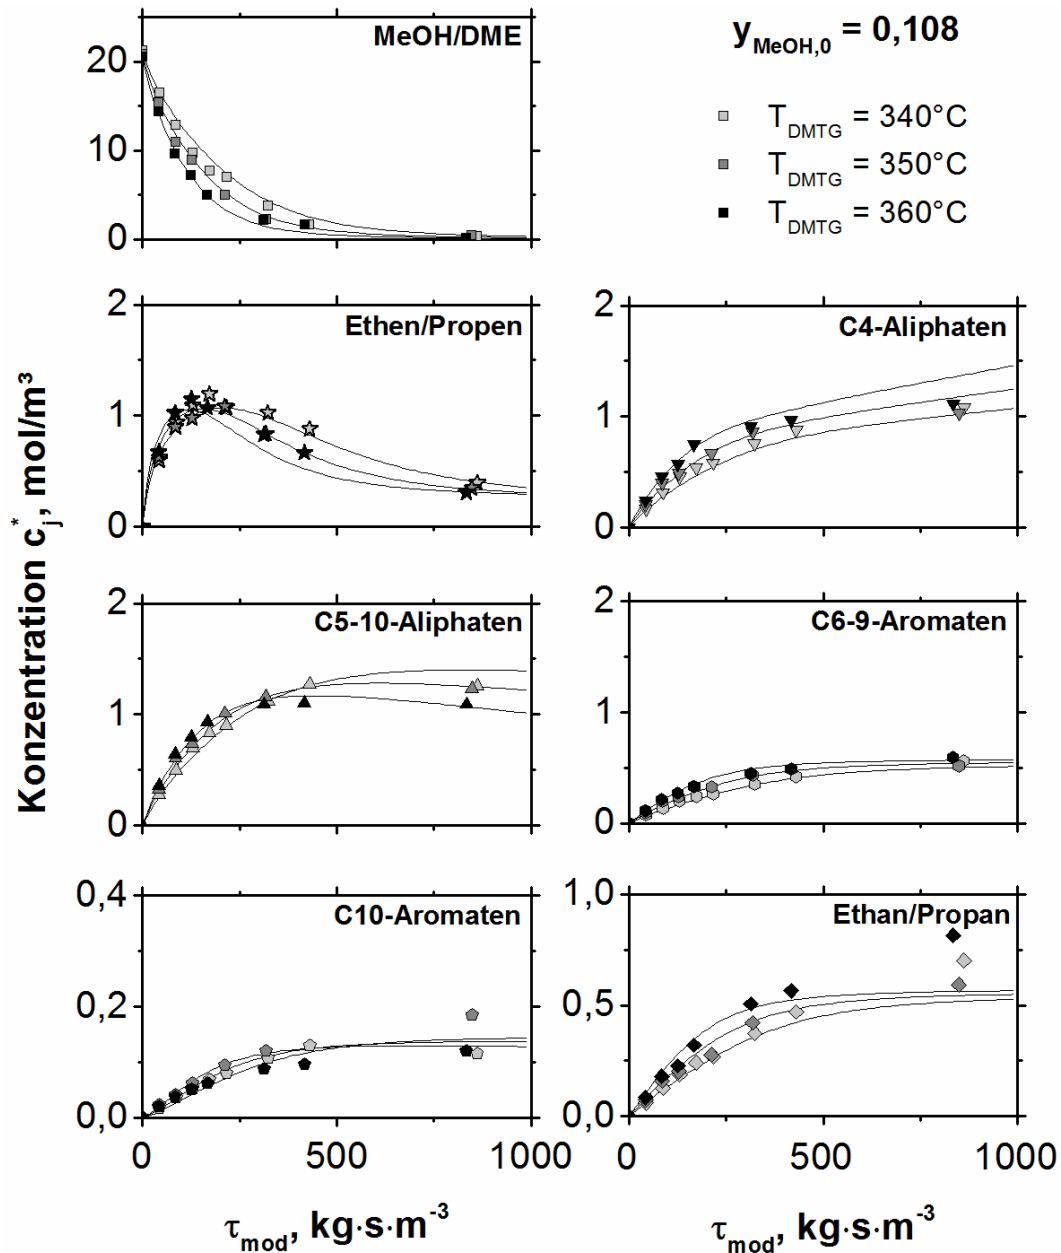 MeOH/DME
20
10
0
y_MeOH,0 = 0,108
T_DMTG = 340°C
T_DMTG = 350°C
T_DMTG = 360°C
Konzentration c*_j, mol/m³
Ethen/Propen
2
1
0
C4-Aliphaten
2
1
0
C5-10-Aliphaten
2
1
0
C6-9-Aromaten
2
1
0
C10-Aromaten
0,4
0,2
0,0
0
500
1000
τ_mod, kg·s·m⁻³
Ethan/Propan
1,0
0,5
0,0
0
500
1000
τ_mod, kg·s·m⁻³